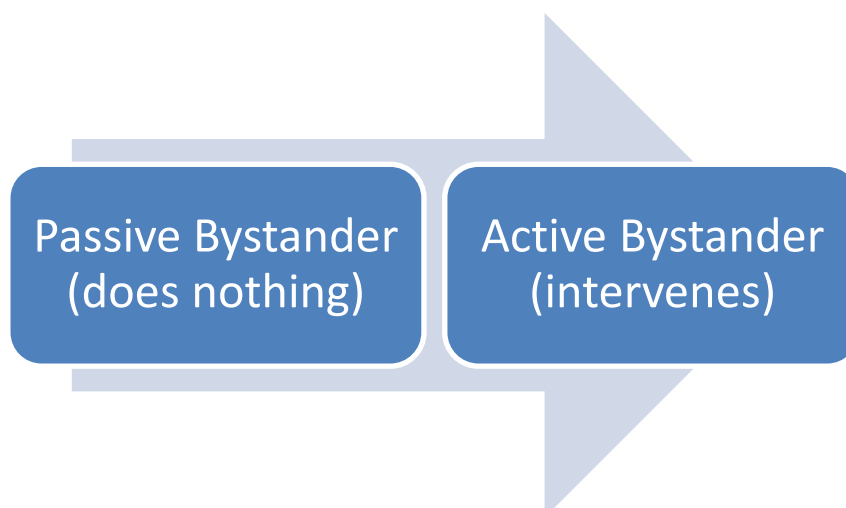 Passive Bystander
(does nothing)
Active Bystander
(intervenes)